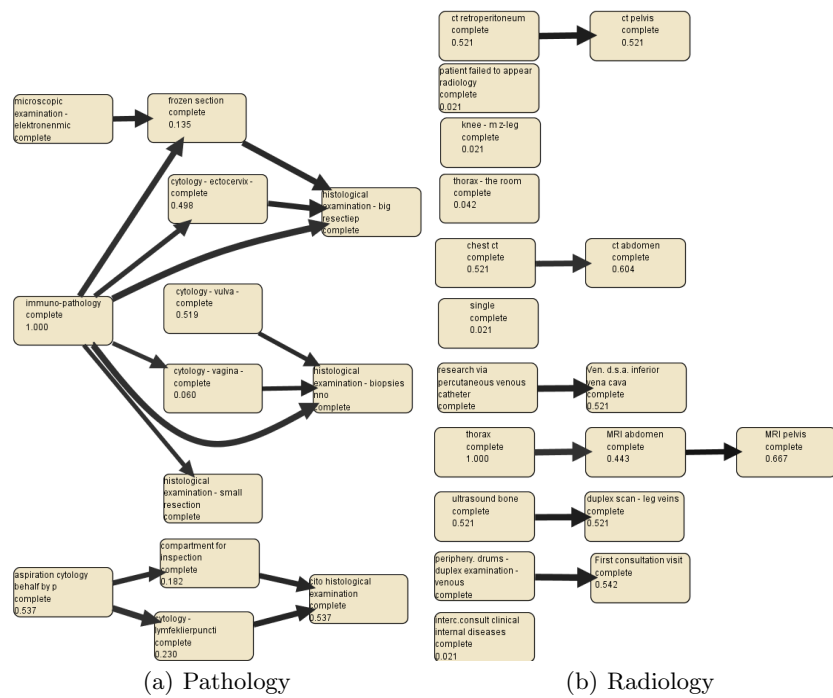 microscopic
examination -
elektronenmic
complete
frozen section
complete
0.135
cytology - ectocervix -
complete
0.498
histological
examination - big
resectiep
complete
immuno-pathology
complete
1.000
cytology - vulva -
complete
0.519
cytology - vagina -
complete
0.060
histological
examination - biopsies
nno
complete
histological
examination - small
resection
complete
aspiration cytology
behalf by p
complete
0.537
compartment for
inspection
complete
0.182
cytology -
lymfeklierpuncti
complete
0.230
cito histological
examination
complete
0.537
(a) Pathology
ct retroperitoneum
complete
0.521
ct pelvis
complete
0.521
patient failed to appear
radiology
complete
0.021
knee - m z-leg
complete
0.021
thorax - the room
complete
0.042
chest ct
complete
0.521
ct abdomen
complete
0.604
single
complete
0.021
research via
percutaneous venous
catheter
complete
Ven. d.s.a. inferior
vena cava
complete
0.521
thorax
complete
1.000
MRI abdomen
complete
0.443
MRI pelvis
complete
0.667
ultrasound bone
complete
0.521
duplex scan - leg veins
complete
0.521
periphery. drums -
duplex examination -
venous
complete
First consultation visit
complete
0.542
interc.consult clinical
internal diseases
complete
0.021
(b) Radiology